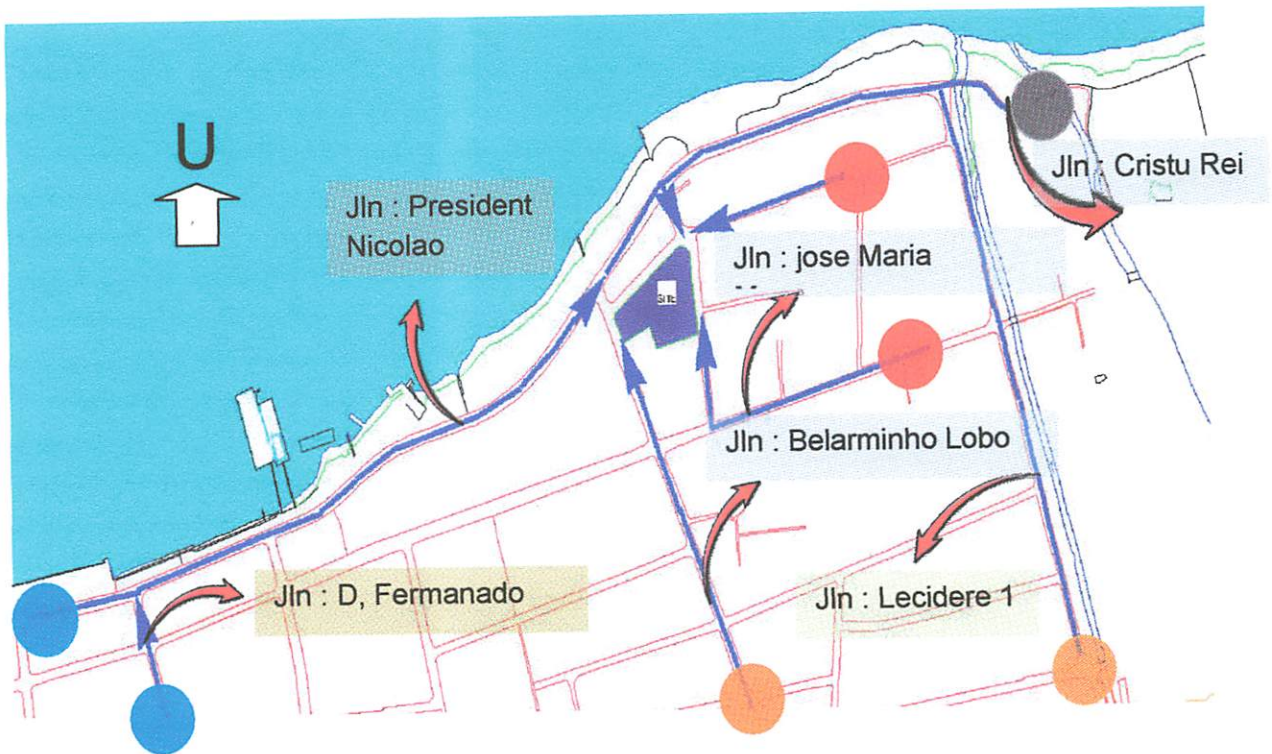 U
Jln : President
Nicolao
Jln : Cristu Rei
Jln : jose Maria
SITE
Jln : Belarminho Lobo
Jln : D, Fermanado
Jln : Lecidere 1